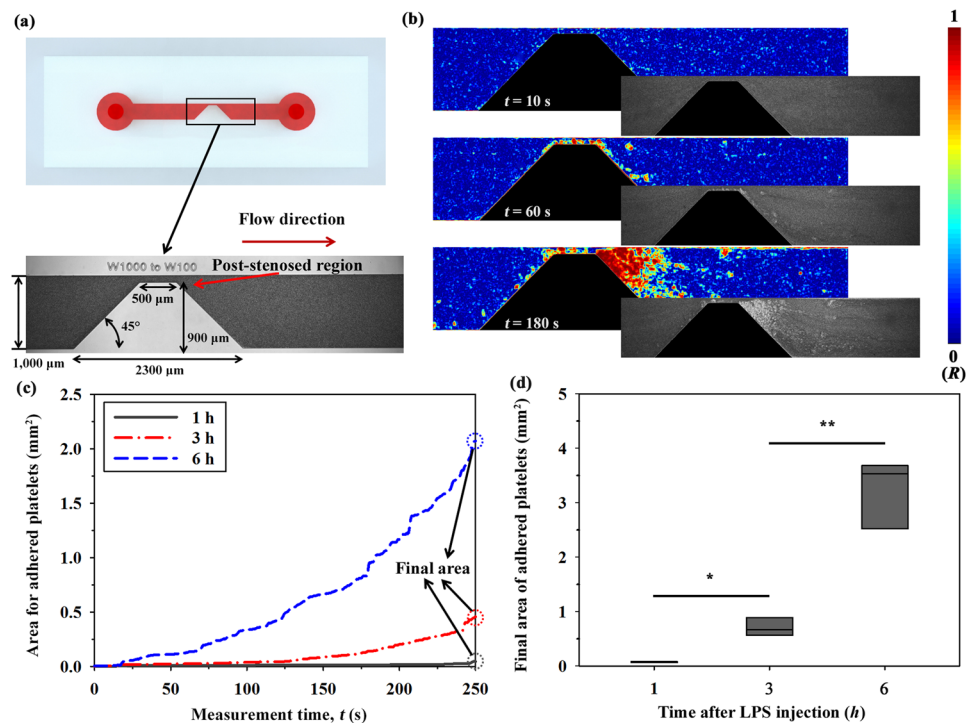 (a)
Flow direction
W1000 to W100
Post-stenosed region
500 µm
45°
900 µm
1,000 µm
2300 µm
(b)
t = 10 s
t = 60 s
t = 180 s
1
0
(R)
(c)
Area for adhered platelets (mm²)
2.5
2.0
1.5
1.0
0.5
0.0
1 h
3 h
6 h
Final area
0 50 100 150 200 250
Measurement time, t (s)
(d)
Final area of adhered platelets (mm²)
5
4
3
2
1
0
*
**
1 3 6
Time after LPS injection (h)